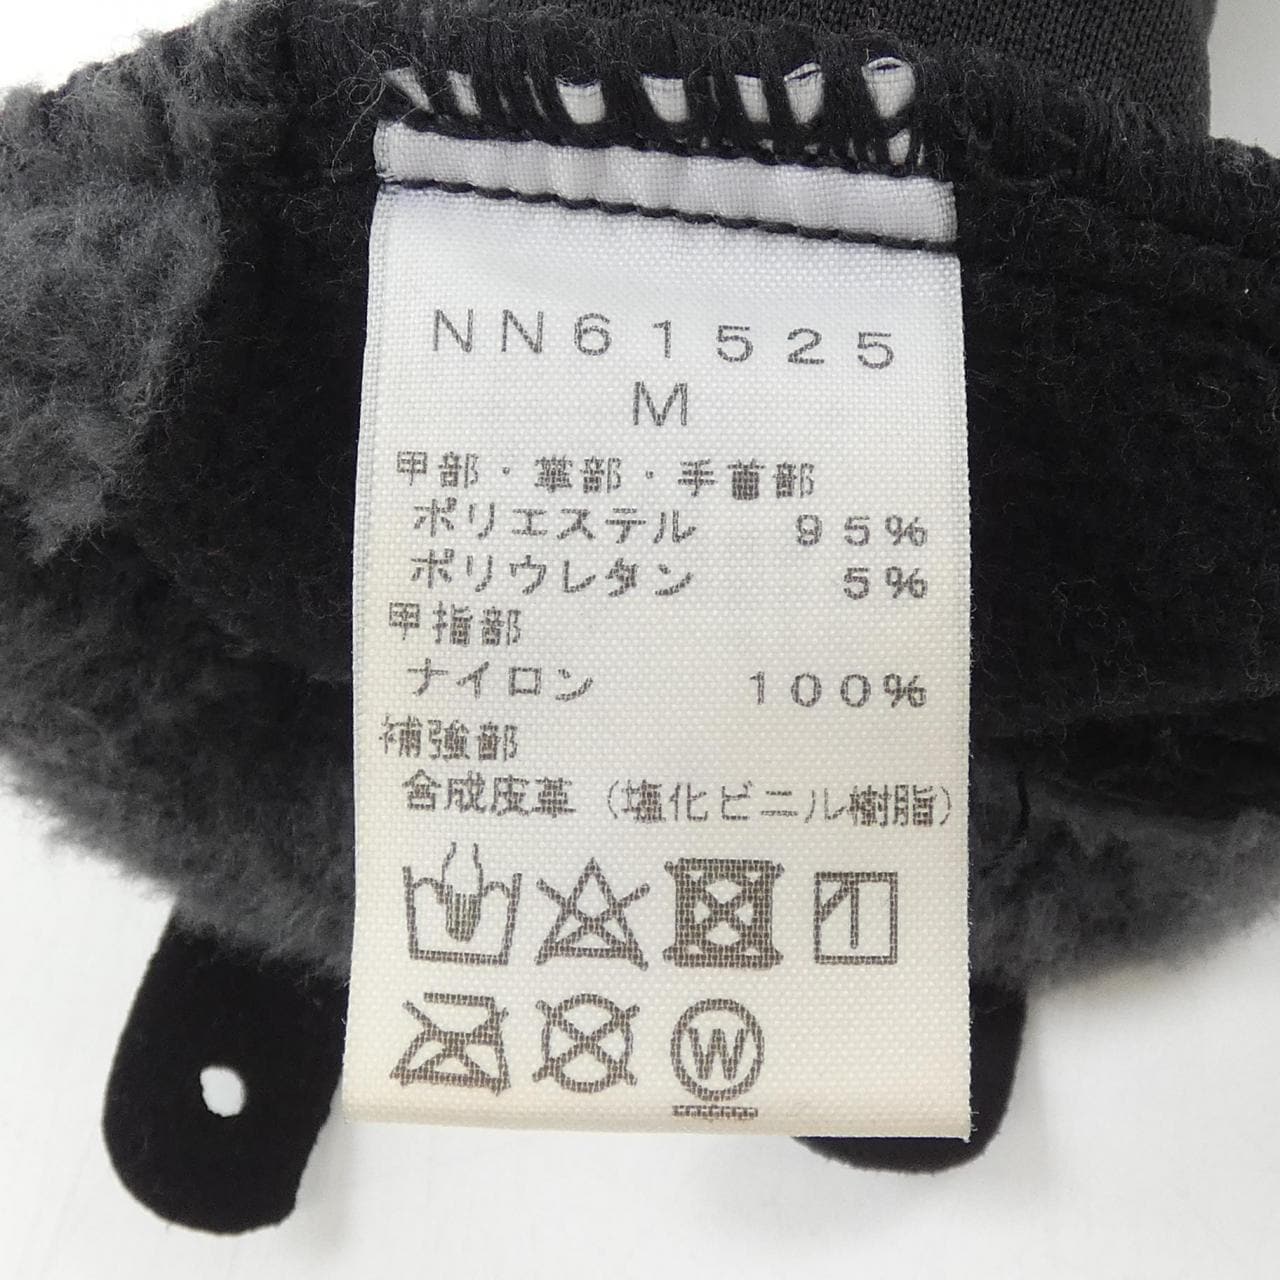 NN61525
M
甲部・掌部・手首部
ポリエステル 95%
ポリウレタン 5%
甲指部
ナイロン 100%
補強部
合成皮革（塩化ビニル樹脂）
W